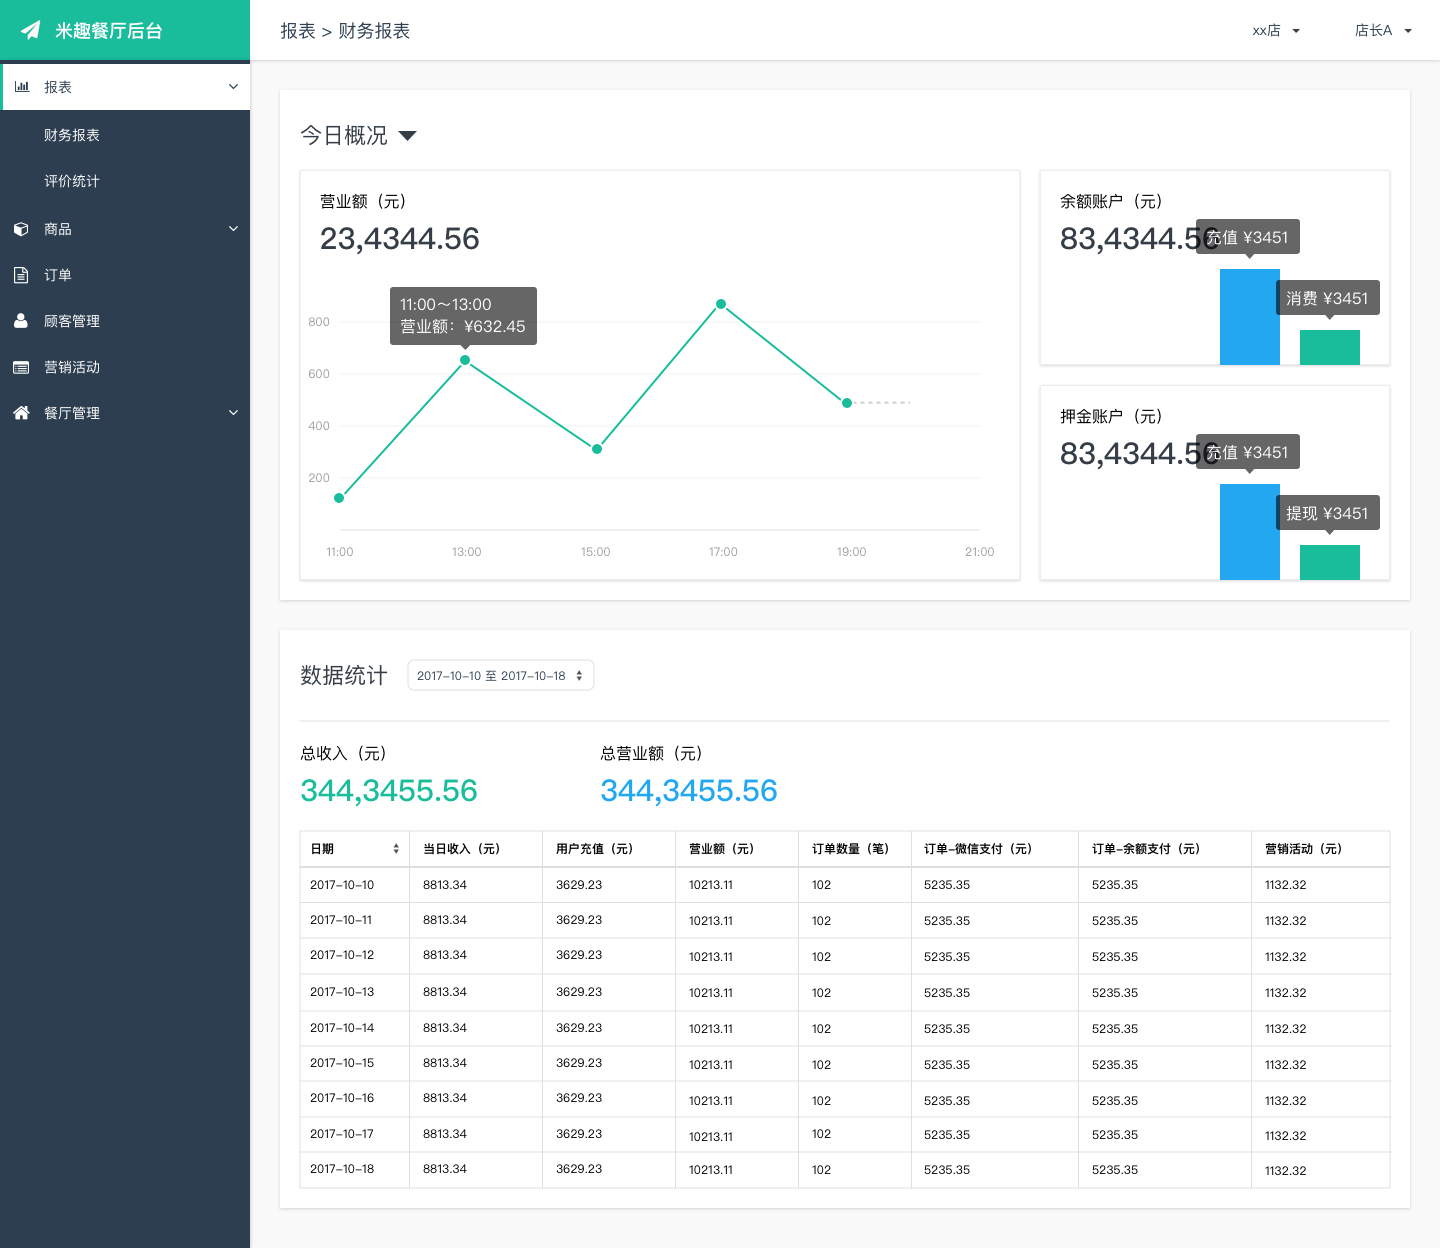 米趣餐厅后台
报表 > 财务报表
xx店
店长A
报表
财务报表
评价统计
商品
订单
顾客管理
营销活动
餐厅管理
今日概况
营业额（元）
23,4344.56
11:00～13:00
营业额：¥632.45
800
600
400
200
11:00 13:00 15:00 17:00 19:00 21:00
余额账户（元）
83,4344.56
充值 ¥3451
消费 ¥3451
押金账户（元）
83,4344.56
充值 ¥3451
提现 ¥3451
数据统计
2017-10-10 至 2017-10-18
总收入（元）
344,3455.56
总营业额（元）
344,3455.56
日期 当日收入（元） 用户充值（元） 营业额（元） 订单数量（笔） 订单-微信支付（元） 订单-余额支付（元） 营销活动（元）
2017-10-10 8813.34 3629.23 10213.11 102 5235.35 5235.35 1132.32
2017-10-11 8813.34 3629.23 10213.11 102 5235.35 5235.35 1132.32
2017-10-12 8813.34 3629.23 10213.11 102 5235.35 5235.35 1132.32
2017-10-13 8813.34 3629.23 10213.11 102 5235.35 5235.35 1132.32
2017-10-14 8813.34 3629.23 10213.11 102 5235.35 5235.35 1132.32
2017-10-15 8813.34 3629.23 10213.11 102 5235.35 5235.35 1132.32
2017-10-16 8813.34 3629.23 10213.11 102 5235.35 5235.35 1132.32
2017-10-17 8813.34 3629.23 10213.11 102 5235.35 5235.35 1132.32
2017-10-18 8813.34 3629.23 10213.11 102 5235.35 5235.35 1132.32